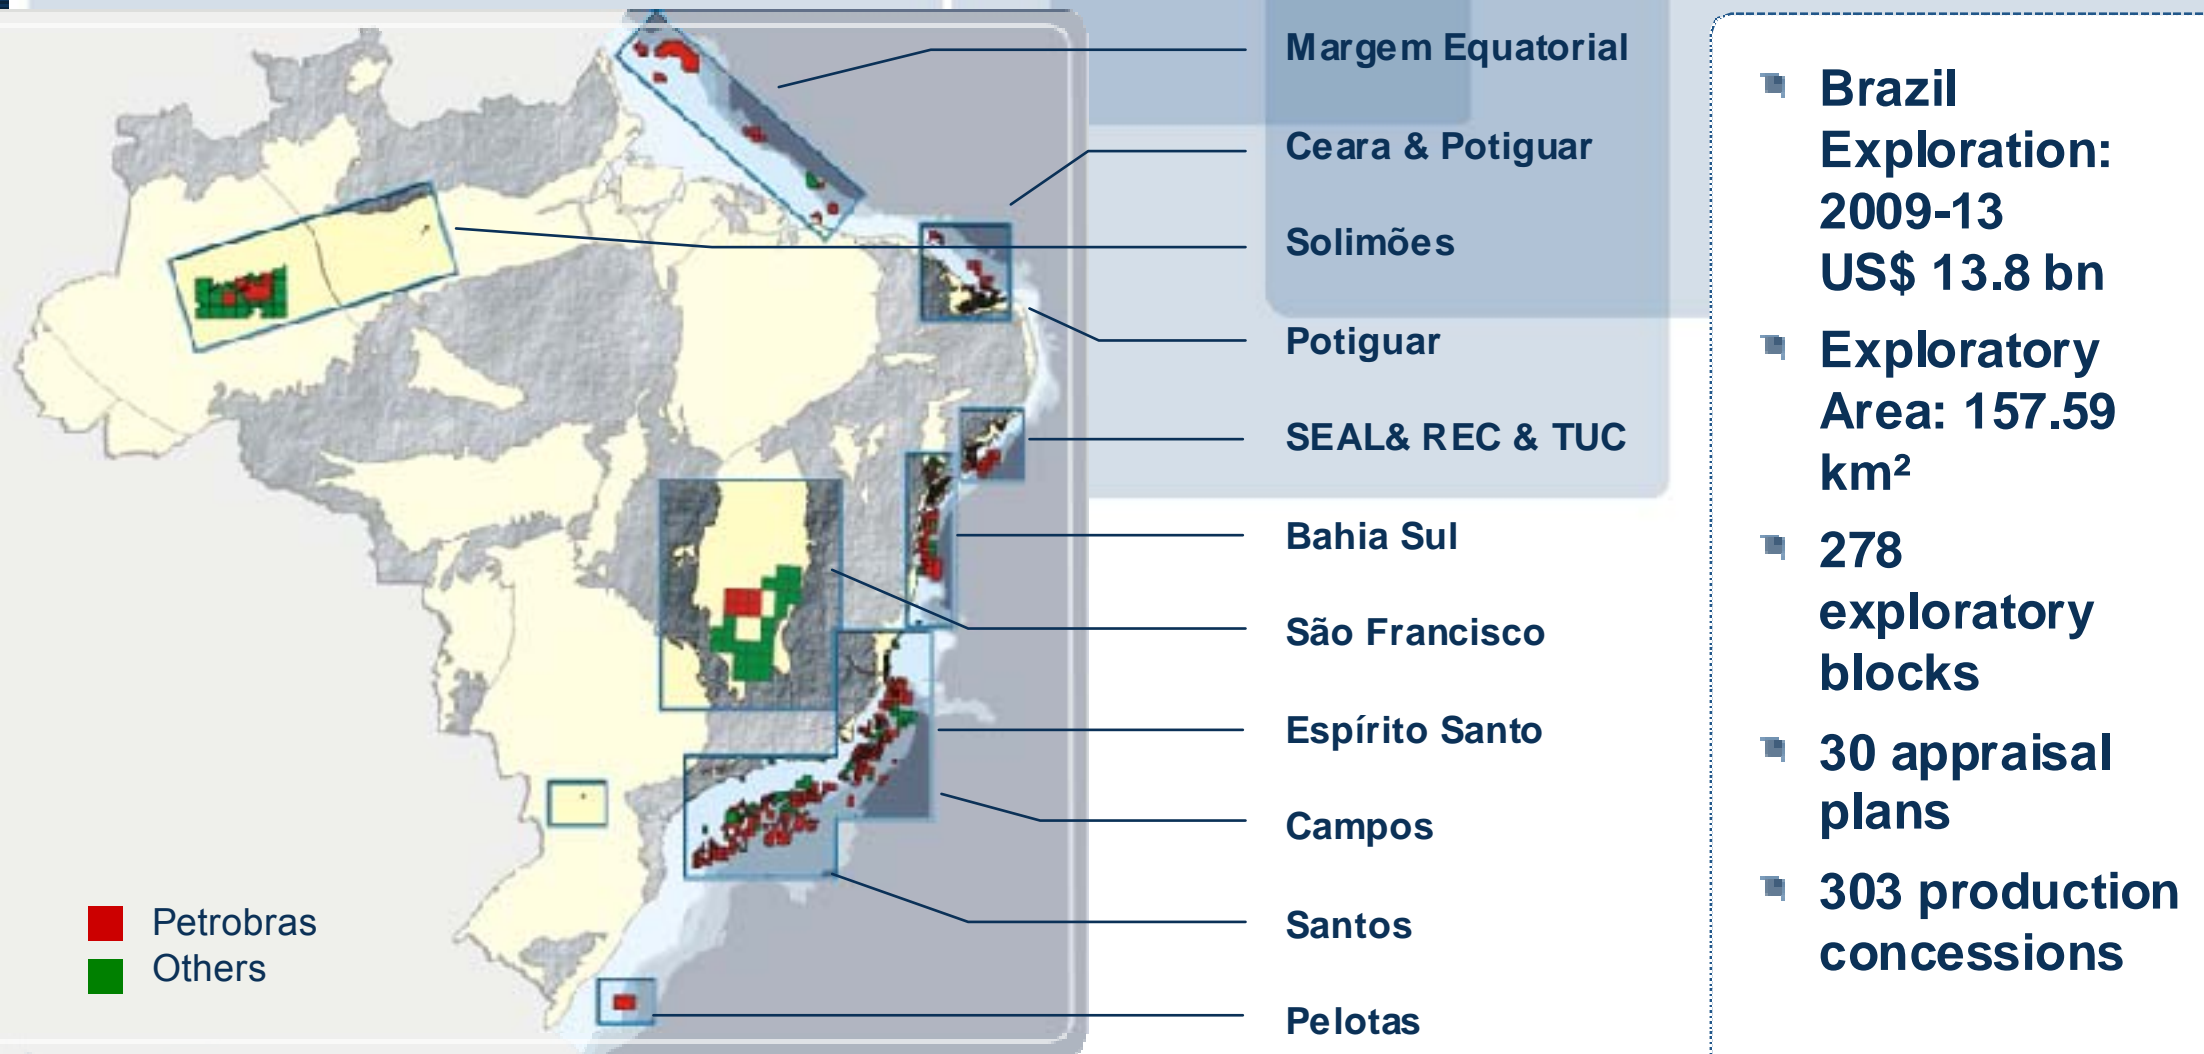 Margem Equatorial
Ceara & Potiguar
Solimões
Potiguar
SEAL& REC & TUC
Bahia Sul
São Francisco
Espírito Santo
Campos
Santos
Pelotas
Petrobras
Others
Brazil
Exploration:
2009-13
US$ 13.8 bn
Exploratory
Area: 157.59
km²
278
exploratory
blocks
30 appraisal
plans
303 production
concessions